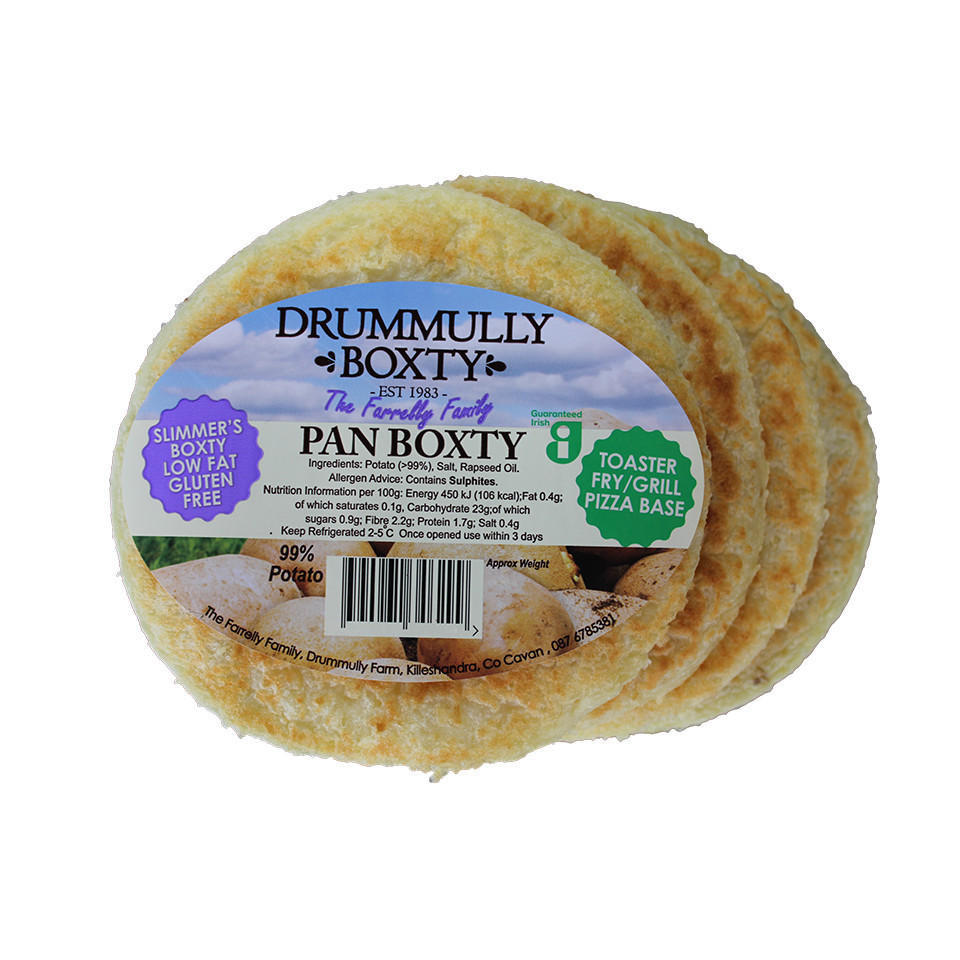 DRUMMULLY
BOXTY
- EST 1983 -
The Farrelly Family
PAN BOXTY
Guaranteed
Irish
SLIMMER'S
BOXTY
LOW FAT
GLUTEN
FREE
TOASTER
FRY/GRILL
PIZZA BASE
Ingredients: Potato (>99%), Salt, Rapseed Oil.
Allergen Advice: Contains Sulphites.
Nutrition Information per 100g: Energy 450 kJ (106 kcal);Fat 0.4g;
of which saturates 0.1g, Carbohydrate 23g;of which
sugars 0.9g; Fibre 2.2g; Protein 1.7g; Salt 0.4g
. Keep Refrigerated 2-5°C Once opened use within 3 days
99%
Potato
Approx Weight
The Farrelly Family, Drummully Farm, Killeshandra, Co Cavan , 087 6785381